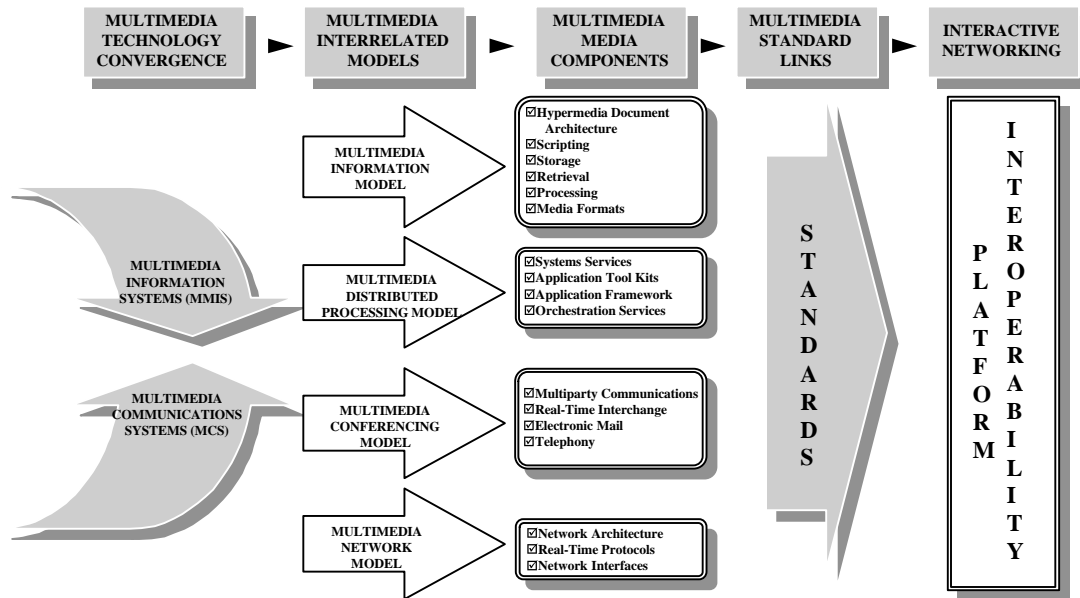 MULTIMEDIA
TECHNOLOGY
CONVERGENCE
MULTIMEDIA
INTERRELATED
MODELS
MULTIMEDIA
MEDIA
COMPONENTS
MULTIMEDIA
STANDARD
LINKS
INTERACTIVE
NETWORKING
MULTIMEDIA
INFORMATION
SYSTEMS (MMIS)
MULTIMEDIA
COMMUNICATIONS
SYSTEMS (MCS)
MULTIMEDIA
INFORMATION
MODEL
MULTIMEDIA
DISTRIBUTED
PROCESSING MODEL
MULTIMEDIA
CONFERENCING
MODEL
MULTIMEDIA
NETWORK
MODEL
☑Hypermedia Document
Architecture
☑Scripting
☑Storage
☑Retrieval
☑Processing
☑Media Formats
☑Systems Services
☑Application Tool Kits
☑Application Framework
☑Orchestration Services
☑Multiparty Communications
☑Real-Time Interchange
☑Electronic Mail
☑Telephony
☑Network Architecture
☑Real-Time Protocols
☑Network Interfaces
STANDARDS
PLATFORM
INTEROPERABILITY